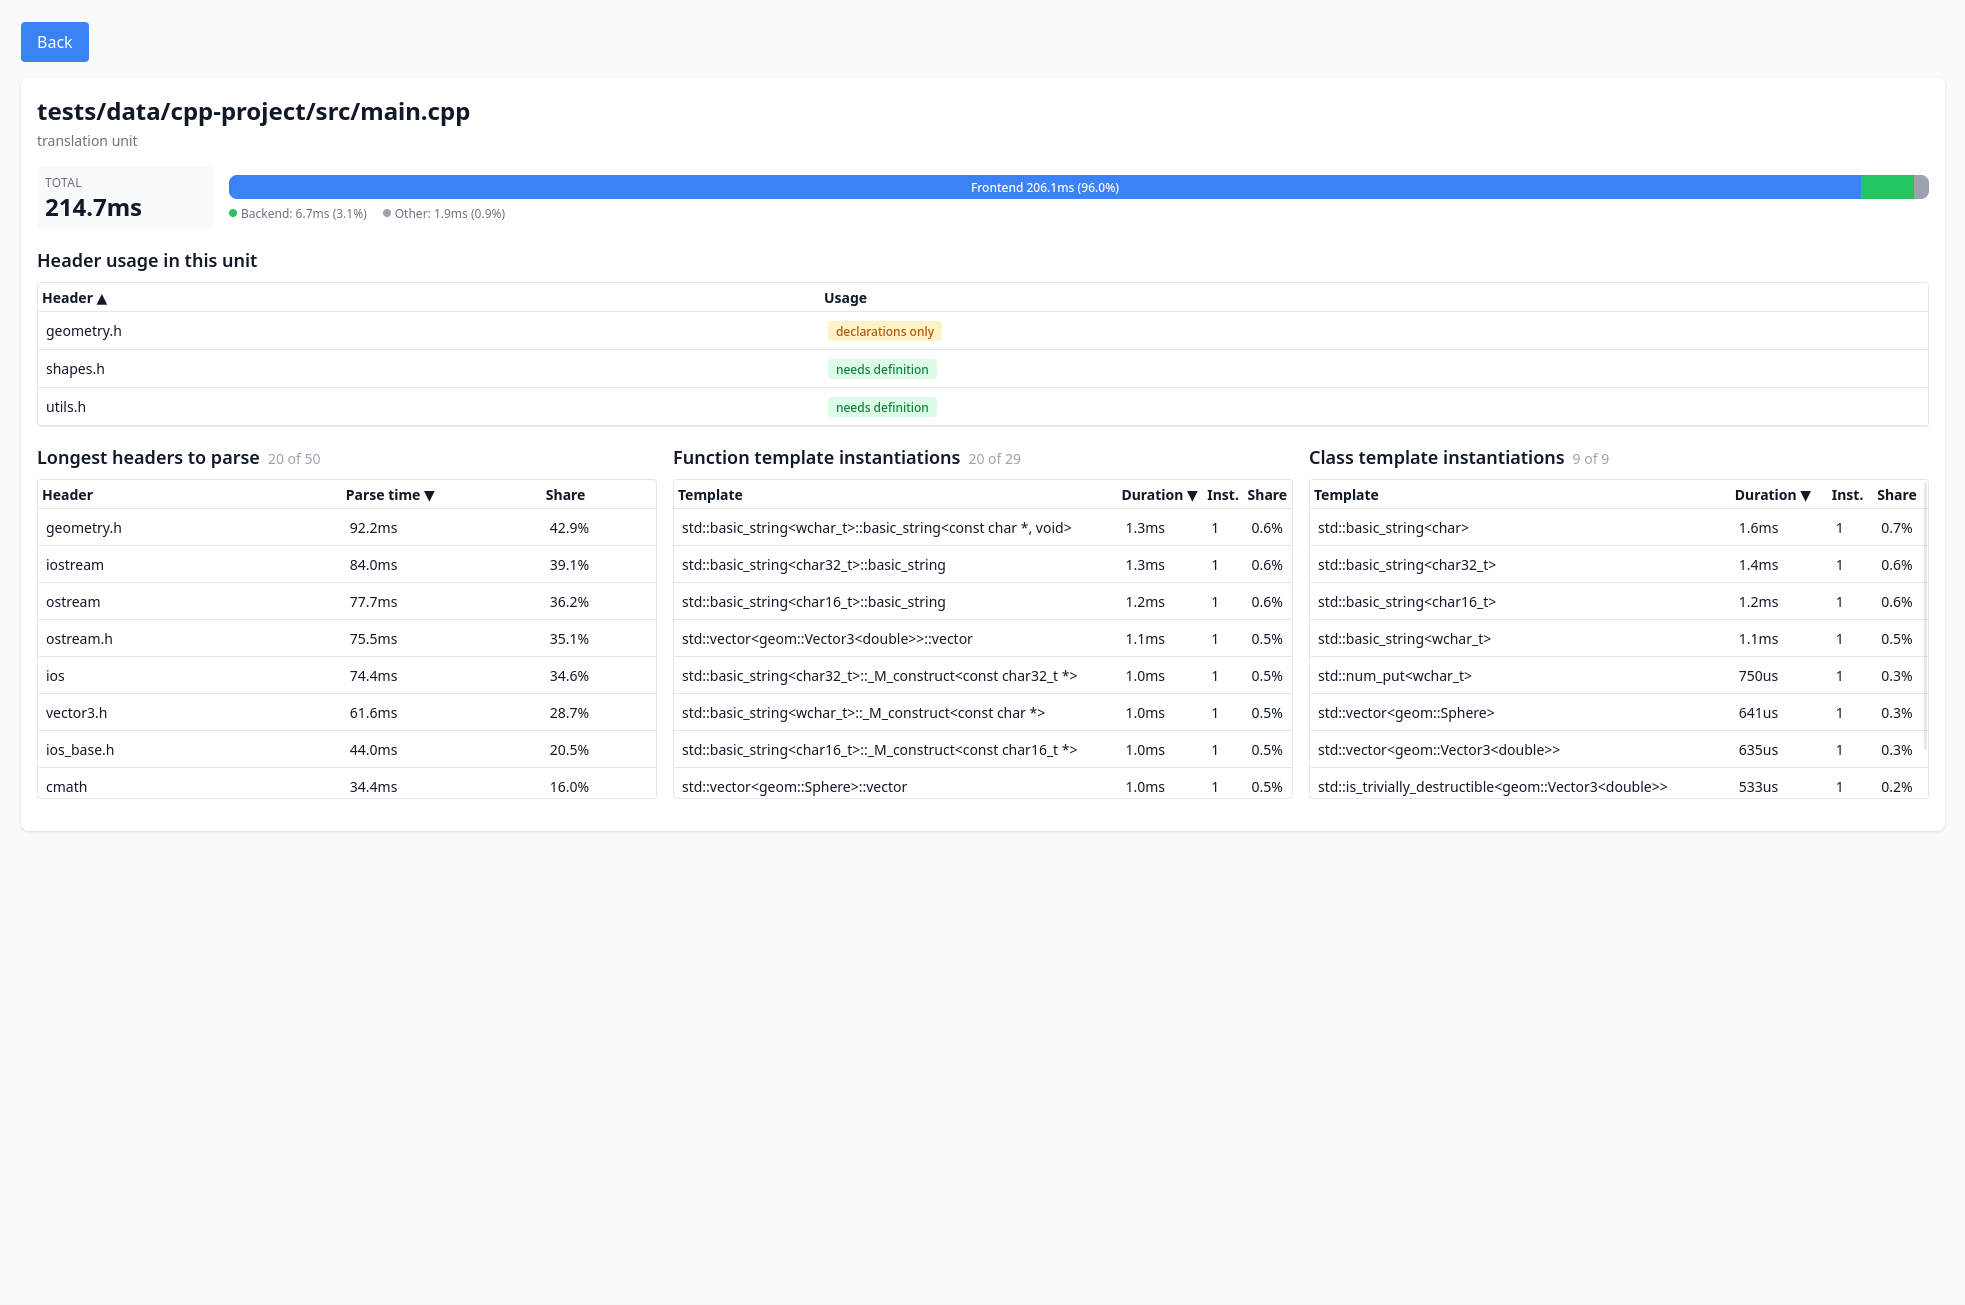 Back
tests/data/cpp-project/src/main.cpp
translation unit
TOTAL
214.7ms
Frontend 206.1ms (96.0%)
Backend: 6.7ms (3.1%) Other: 1.9ms (0.9%)
Header usage in this unit
Header ▲ Usage
geometry.h declarations only
shapes.h needs definition
utils.h needs definition
Longest headers to parse 20 of 50
Header Parse time ▼ Share
geometry.h 92.2ms 42.9%
iostream 84.0ms 39.1%
ostream 77.7ms 36.2%
ostream.h 75.5ms 35.1%
ios 74.4ms 34.6%
vector3.h 61.6ms 28.7%
ios_base.h 44.0ms 20.5%
cmath 34.4ms 16.0%
Function template instantiations 20 of 29
Template Duration ▼ Inst. Share
std::basic_string<wchar_t>::basic_string<const char *, void> 1.3ms 1 0.6%
std::basic_string<char32_t>::basic_string 1.3ms 1 0.6%
std::basic_string<char16_t>::basic_string 1.2ms 1 0.6%
std::vector<geom::Vector3<double>>::vector 1.1ms 1 0.5%
std::basic_string<char32_t>::_M_construct<const char32_t *> 1.0ms 1 0.5%
std::basic_string<wchar_t>::_M_construct<const char *> 1.0ms 1 0.5%
std::basic_string<char16_t>::_M_construct<const char16_t *> 1.0ms 1 0.5%
std::vector<geom::Sphere>::vector 1.0ms 1 0.5%
Class template instantiations 9 of 9
Template Duration ▼ Inst. Share
std::basic_string<char> 1.6ms 1 0.7%
std::basic_string<char32_t> 1.4ms 1 0.6%
std::basic_string<char16_t> 1.2ms 1 0.6%
std::basic_string<wchar_t> 1.1ms 1 0.5%
std::num_put<wchar_t> 750us 1 0.3%
std::vector<geom::Sphere> 641us 1 0.3%
std::vector<geom::Vector3<double>> 635us 1 0.3%
std::is_trivially_destructible<geom::Vector3<double>> 533us 1 0.2%